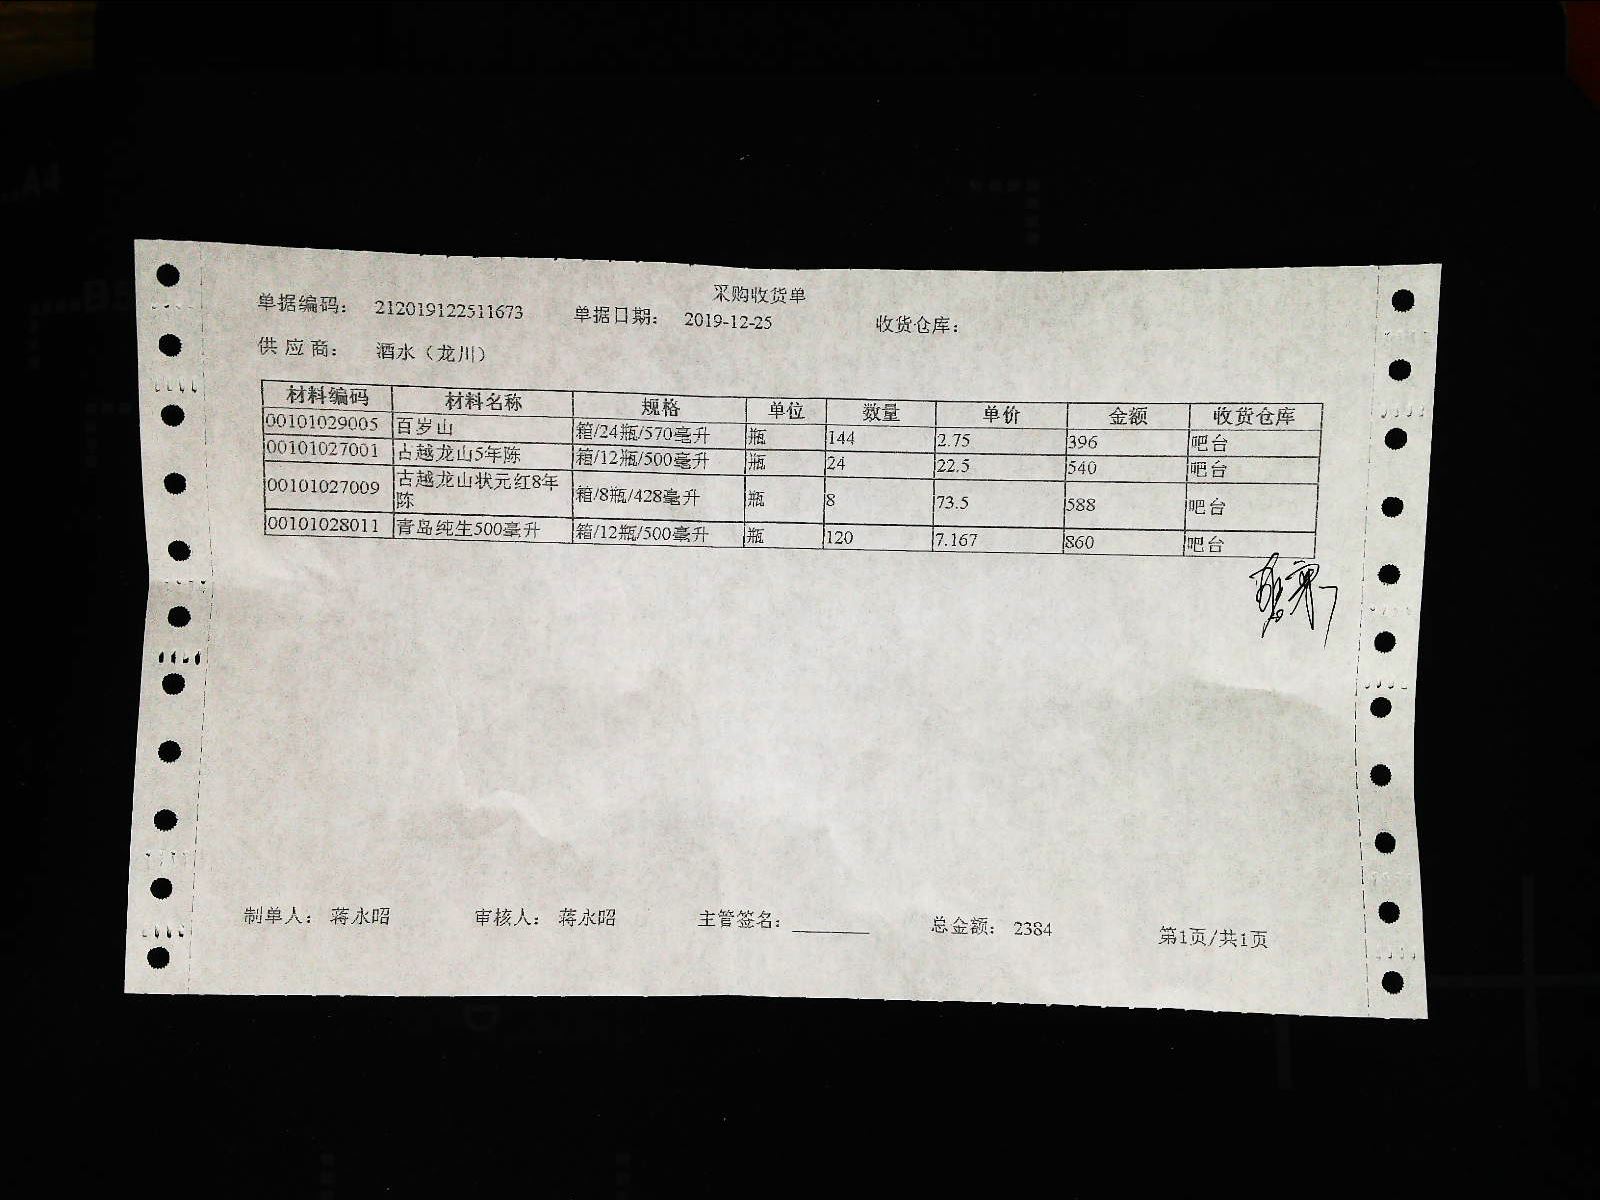 采购收货单
单据编码： 212019122511673 单据日期： 2019-12-25 收货仓库：
供应商： 酒水（龙川）
材料编码 材料名称 规格 单位 数量 单价 金额 收货仓库
00101029005 百岁山 箱/24瓶/570毫升 瓶 144 2.75 396 吧台
00101027001 古越龙山5年陈 箱/12瓶/500毫升 瓶 24 22.5 540 吧台
00101027009 古越龙山状元红8年陈 箱/8瓶/428毫升 瓶 8 73.5 588 吧台
00101028011 青岛纯生500毫升 箱/12瓶/500毫升 瓶 120 7.167 860 吧台
制单人： 蒋永昭 审核人： 蒋永昭 主管签名： 总金额： 2384 第1页/共1页